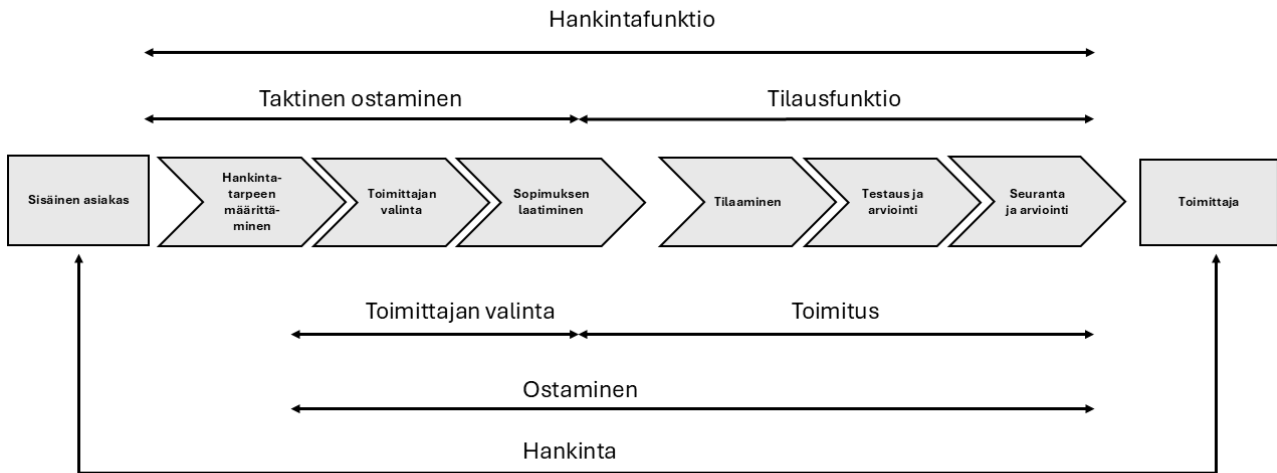 Hankintafunktio
Taktinen ostaminen
Tilausfunktio
Sisäinen asiakas
Hankinta-
tarpeen
määrittä-
minen
Toimittajan
valinta
Sopimuksen
laatiminen
Tilaaminen
Testaus ja
arviointi
Seuranta
ja arviointi
Toimittaja
Toimittajan valinta
Toimitus
Ostaminen
Hankinta